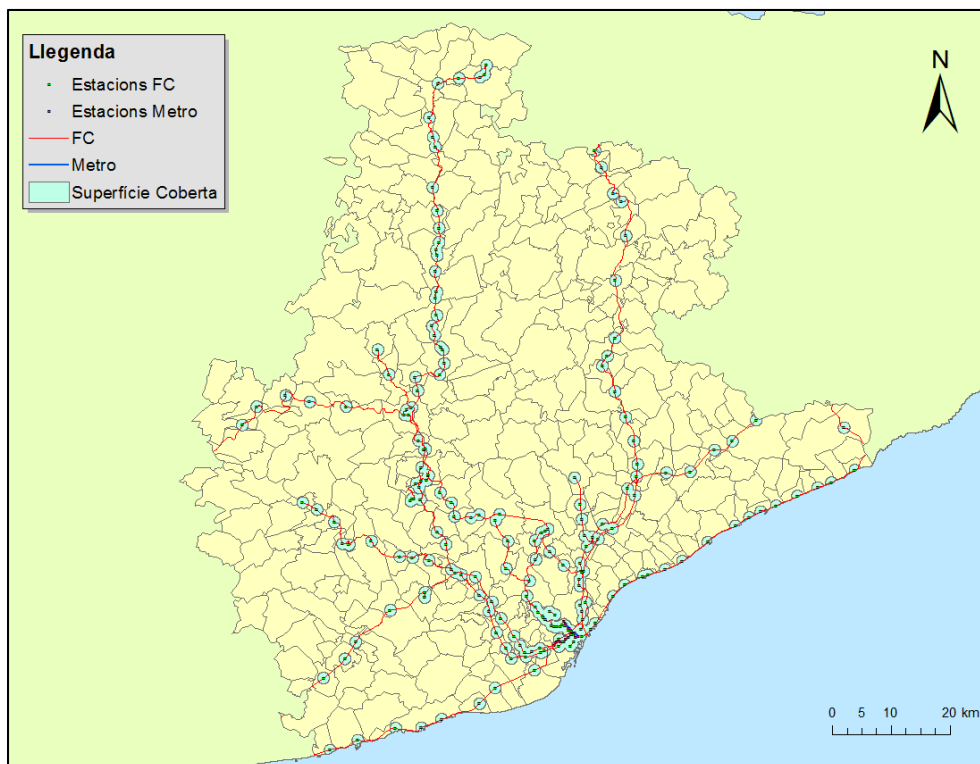 Llegenda
Estacions FC
Estacions Metro
FC
Metro
Superfície Coberta
N
0 5 10 20 km